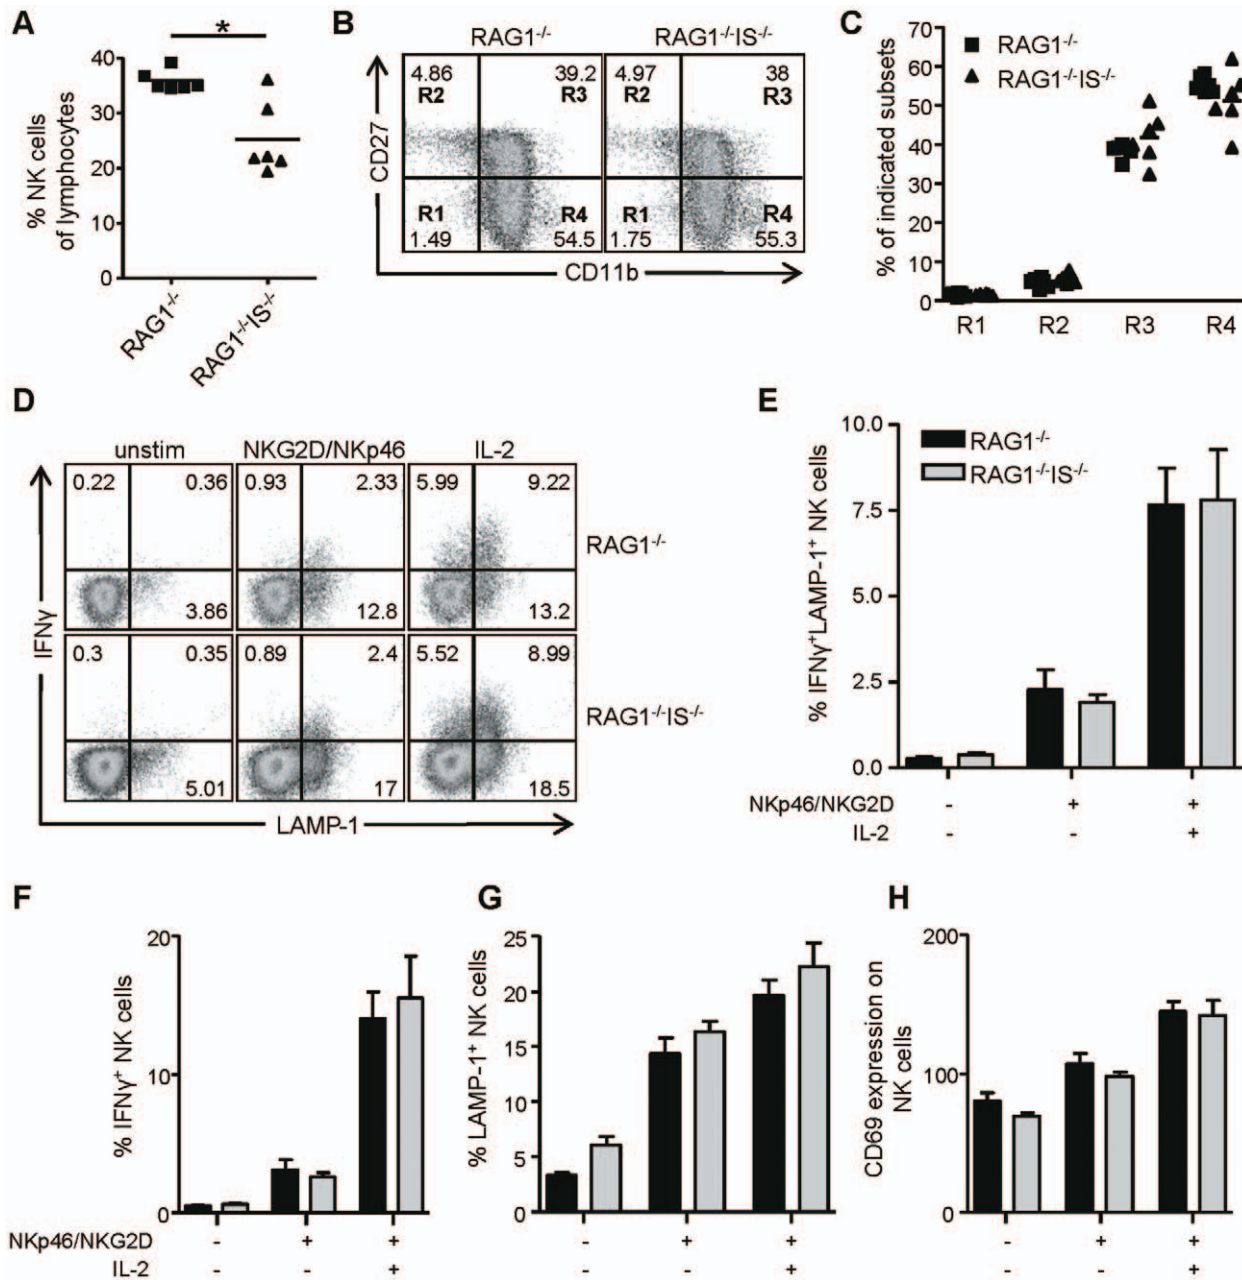 A
*
% NK cells
of lymphocytes
40
30
20
10
0
RAG1-/-
RAG1-/-IS-/-
B
RAG1-/-
RAG1-/-IS-/-
CD27
4.86
R2
39.2
R3
R1
1.49
R4
54.5
4.97
R2
38
R3
R1
1.75
R4
55.3
CD11b
C
RAG1-/-
RAG1-/-IS-/-
% of indicated subsets
70
60
50
40
30
20
10
0
R1 R2 R3 R4
D
unstim NKG2D/NKp46 IL-2
0.22 0.36 0.93 2.33 5.99 9.22
RAG1-/-
3.86 12.8 13.2
0.3 0.35 0.89 2.4 5.52 8.99
RAG1-/-IS-/-
5.01 17 18.5
IFNγ
LAMP-1
E
RAG1-/-
RAG1-/-IS-/-
% IFNγ+LAMP-1+ NK cells
10.0
7.5
5.0
2.5
0.0
NKp46/NKG2D - + +
IL-2 - - +
F
% IFNγ+ NK cells
20
10
0
NKp46/NKG2D - + +
IL-2 - - +
G
% LAMP-1+ NK cells
25
20
15
10
5
0
- + +
- - +
H
CD69 expression on
NK cells
200
100
0
- + +
- - +